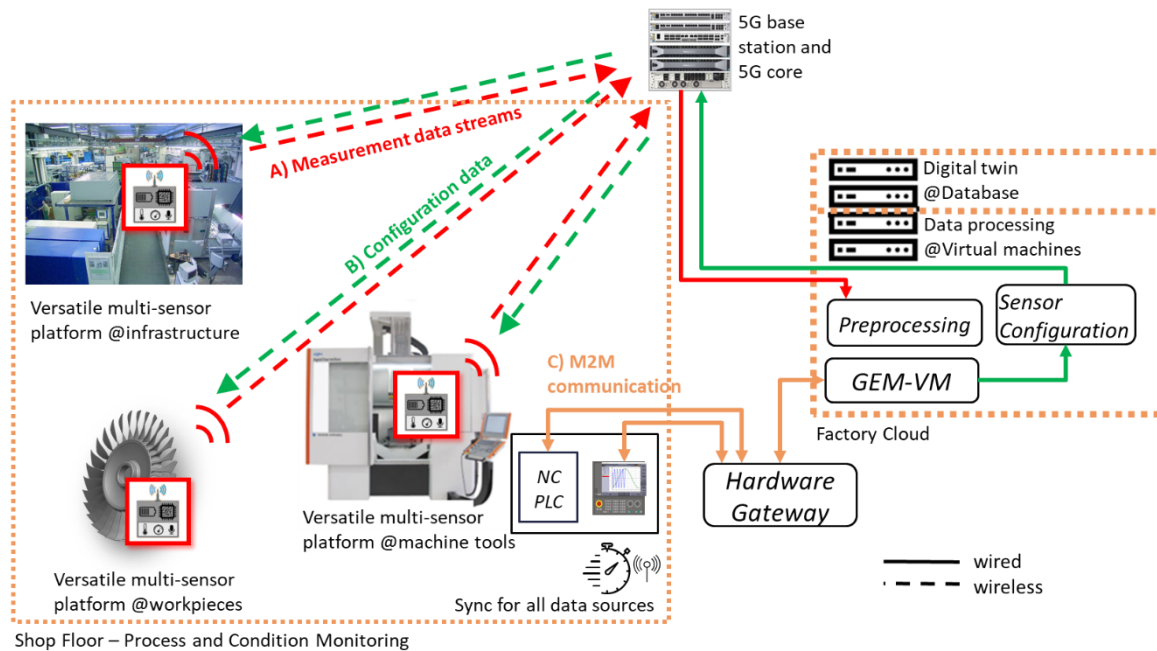 5G base
station and
5G core
A) Measurement data streams
B) Configuration data
Versatile multi-sensor
platform @infrastructure
Digital twin
@Database
Data processing
@Virtual machines
Preprocessing
Sensor
Configuration
GEM-VM
Factory Cloud
C) M2M
communication
NC
PLC
Hardware
Gateway
Versatile multi-sensor
platform @machine tools
Versatile multi-sensor
platform @workpieces
Sync for all data sources
wired
wireless
Shop Floor – Process and Condition Monitoring